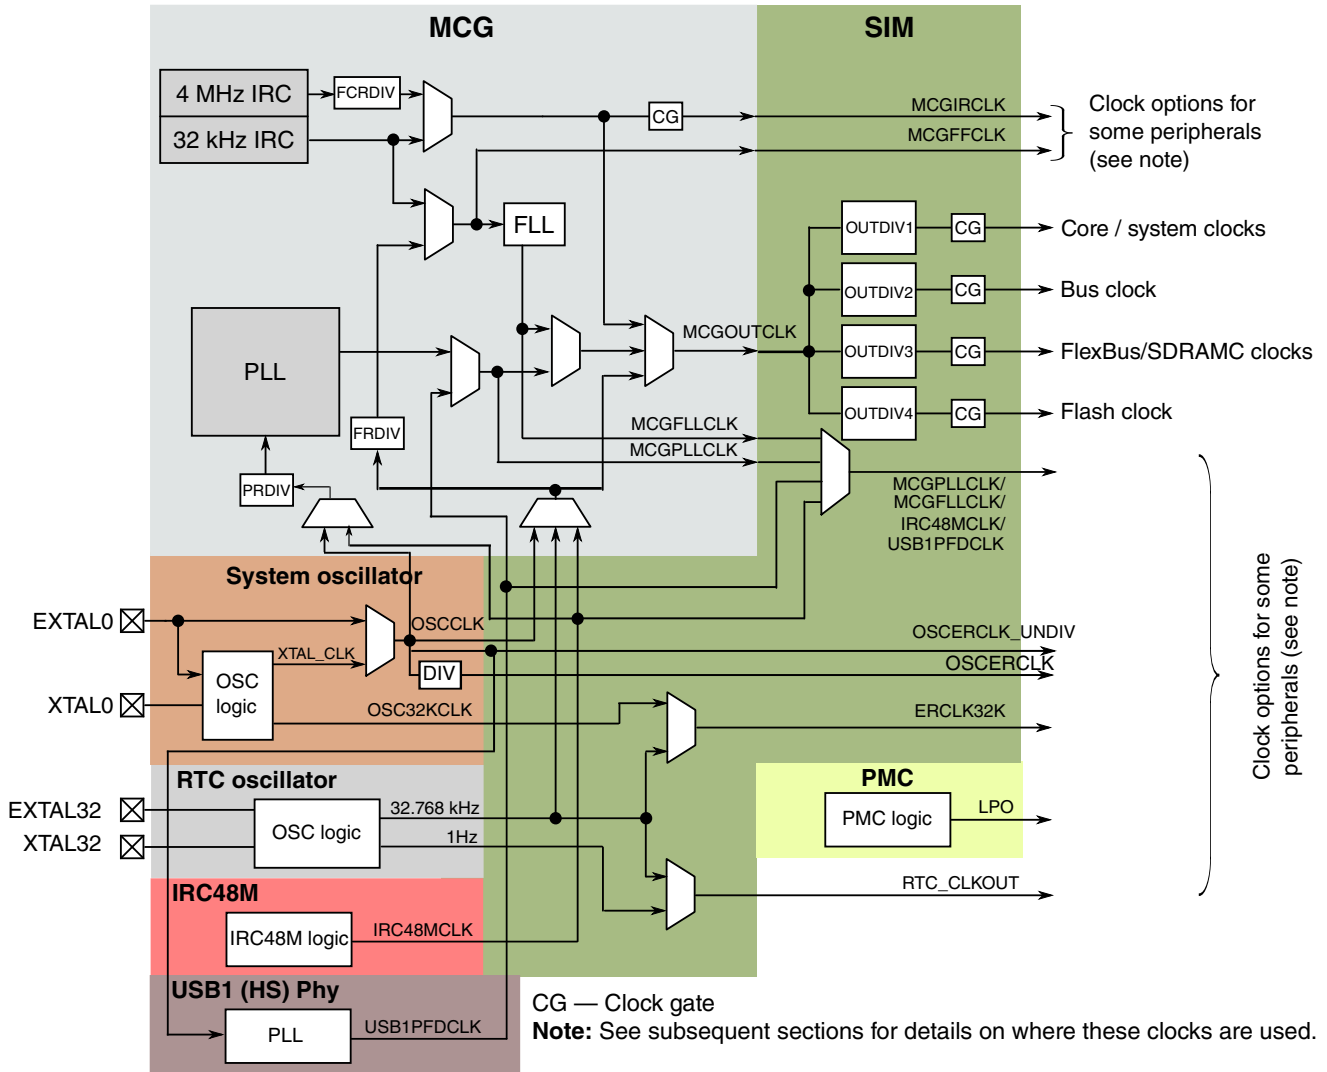 MCG
SIM
4 MHz IRC
FCRDIV
32 kHz IRC
CG
MCGIRCLK
MCGFFCLK
Clock options for
some peripherals
(see note)
FLL
OUTDIV1
CG
Core / system clocks
OUTDIV2
CG
Bus clock
PLL
MCGOUTCLK
OUTDIV3
CG
FlexBus/SDRAMC clocks
OUTDIV4
CG
Flash clock
FRDIV
MCGFLLCLK
MCGPLLCLK
PRDIV
MCGPLLCLK/
MCGFLLCLK/
IRC48MCLK/
USB1PFDCLK
System oscillator
EXTAL0
OSCCLK
OSCERCLK_UNDIV
XTAL_CLK
OSC
logic
DIV
OSCERCLK
XTAL0
OSC32KCLK
ERCLK32K
Clock options for some
peripherals (see note)
RTC oscillator
EXTAL32
XTAL32
OSC logic
32.768 kHz
1Hz
PMC
PMC logic
LPO
RTC_CLKOUT
IRC48M
IRC48M logic
IRC48MCLK
USB1 (HS) Phy
PLL
USB1PFDCLK
CG — Clock gate
Note: See subsequent sections for details on where these clocks are used.